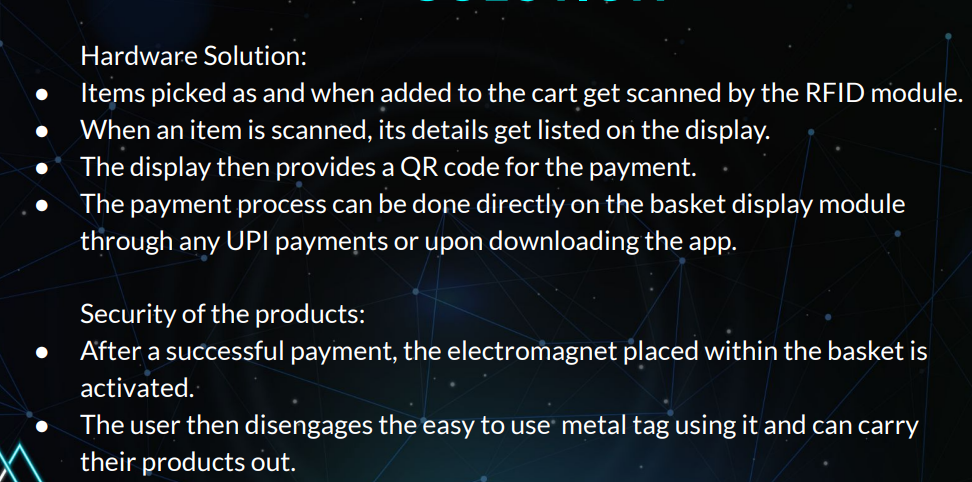 Hardware Solution:
● Items picked as and when added to the cart get scanned by the RFID module.
● When an item is scanned, its details get listed on the display.
● The display then provides a QR code for the payment.
● The payment process can be done directly on the basket display module
through any UPI payments or upon downloading the app.
Security of the products:
● After a successful payment, the electromagnet placed within the basket is
activated.
● The user then disengages the easy to use metal tag using it and can carry
their products out.